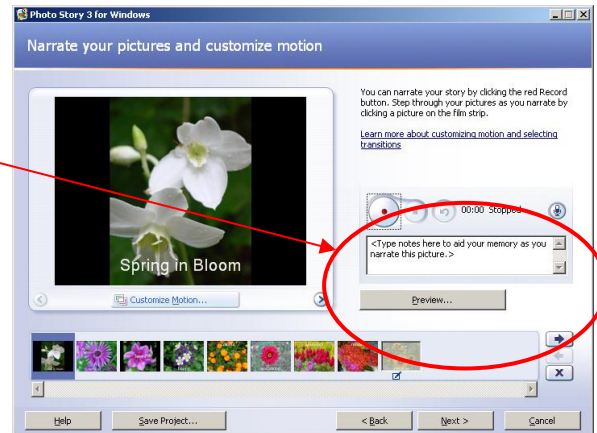 Photo Story 3 for Windows
Narrate your pictures and customize motion
You can narrate your story by clicking the red Record
button. Step through your pictures as you narrate by
clicking a picture on the film strip.
Learn more about customizing motion and selecting
transitions
00:00 Stopped
<Type notes here to aid your memory as you
narrate this picture.>
Spring in Bloom
Customize Motion...
Preview...
Help
Save Project...
< Back
Next >
Cancel